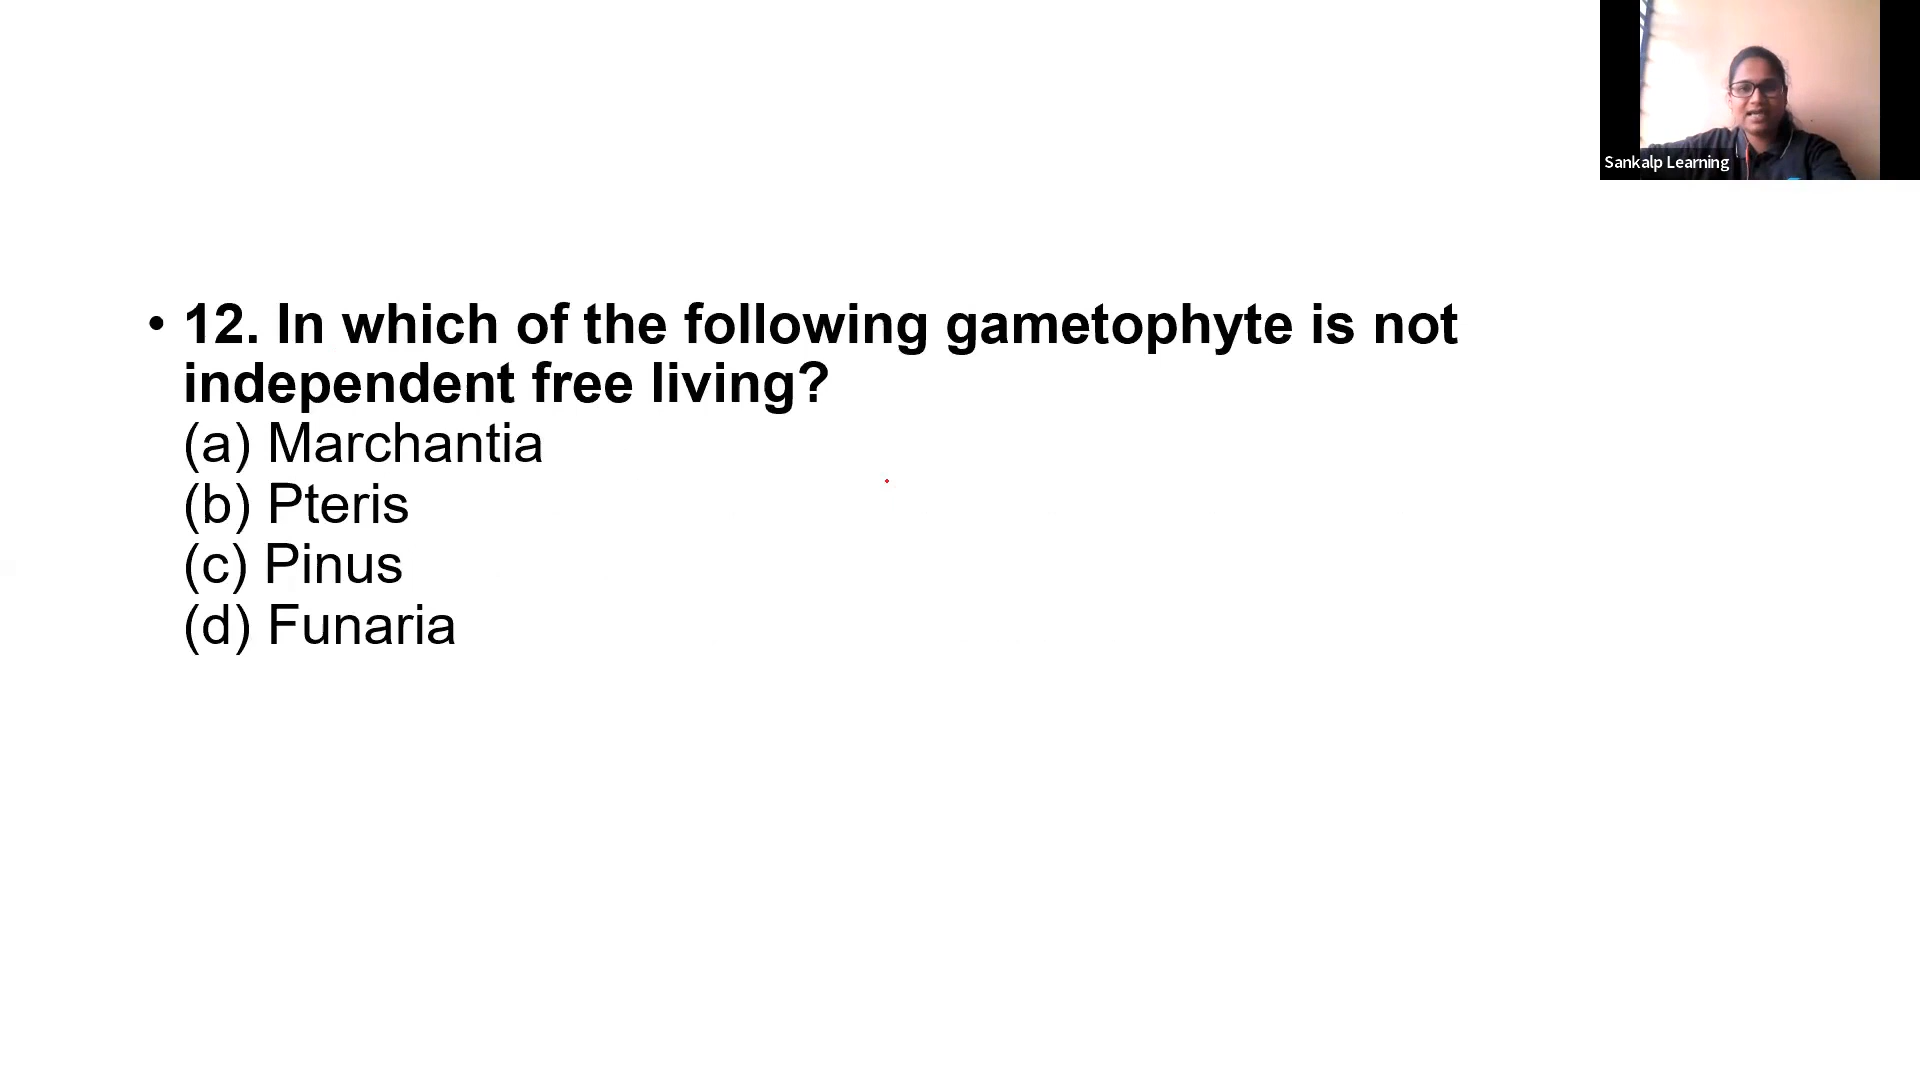 Sankalp Learning
• 12. In which of the following gametophyte is not
independent free living?
(a) Marchantia
(b) Pteris
(c) Pinus
(d) Funaria